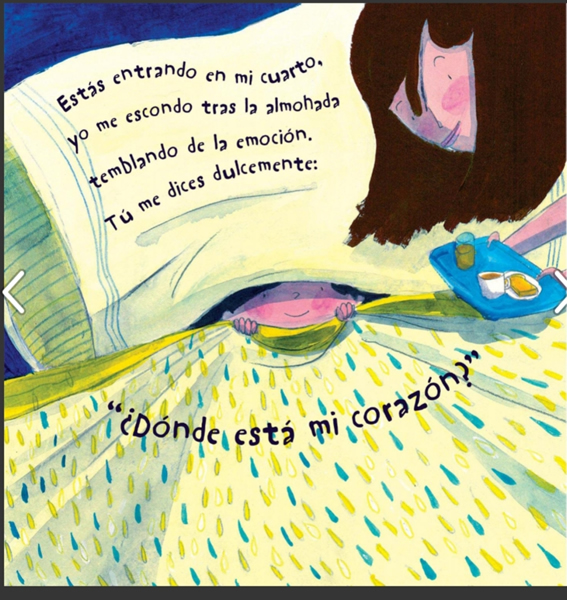 Estás entrando en mi cuarto,
yo me escondo tras la almohada
temblando de la emoción.
Tú me dices dulcemente:
“¿Dónde está mi corazón?”